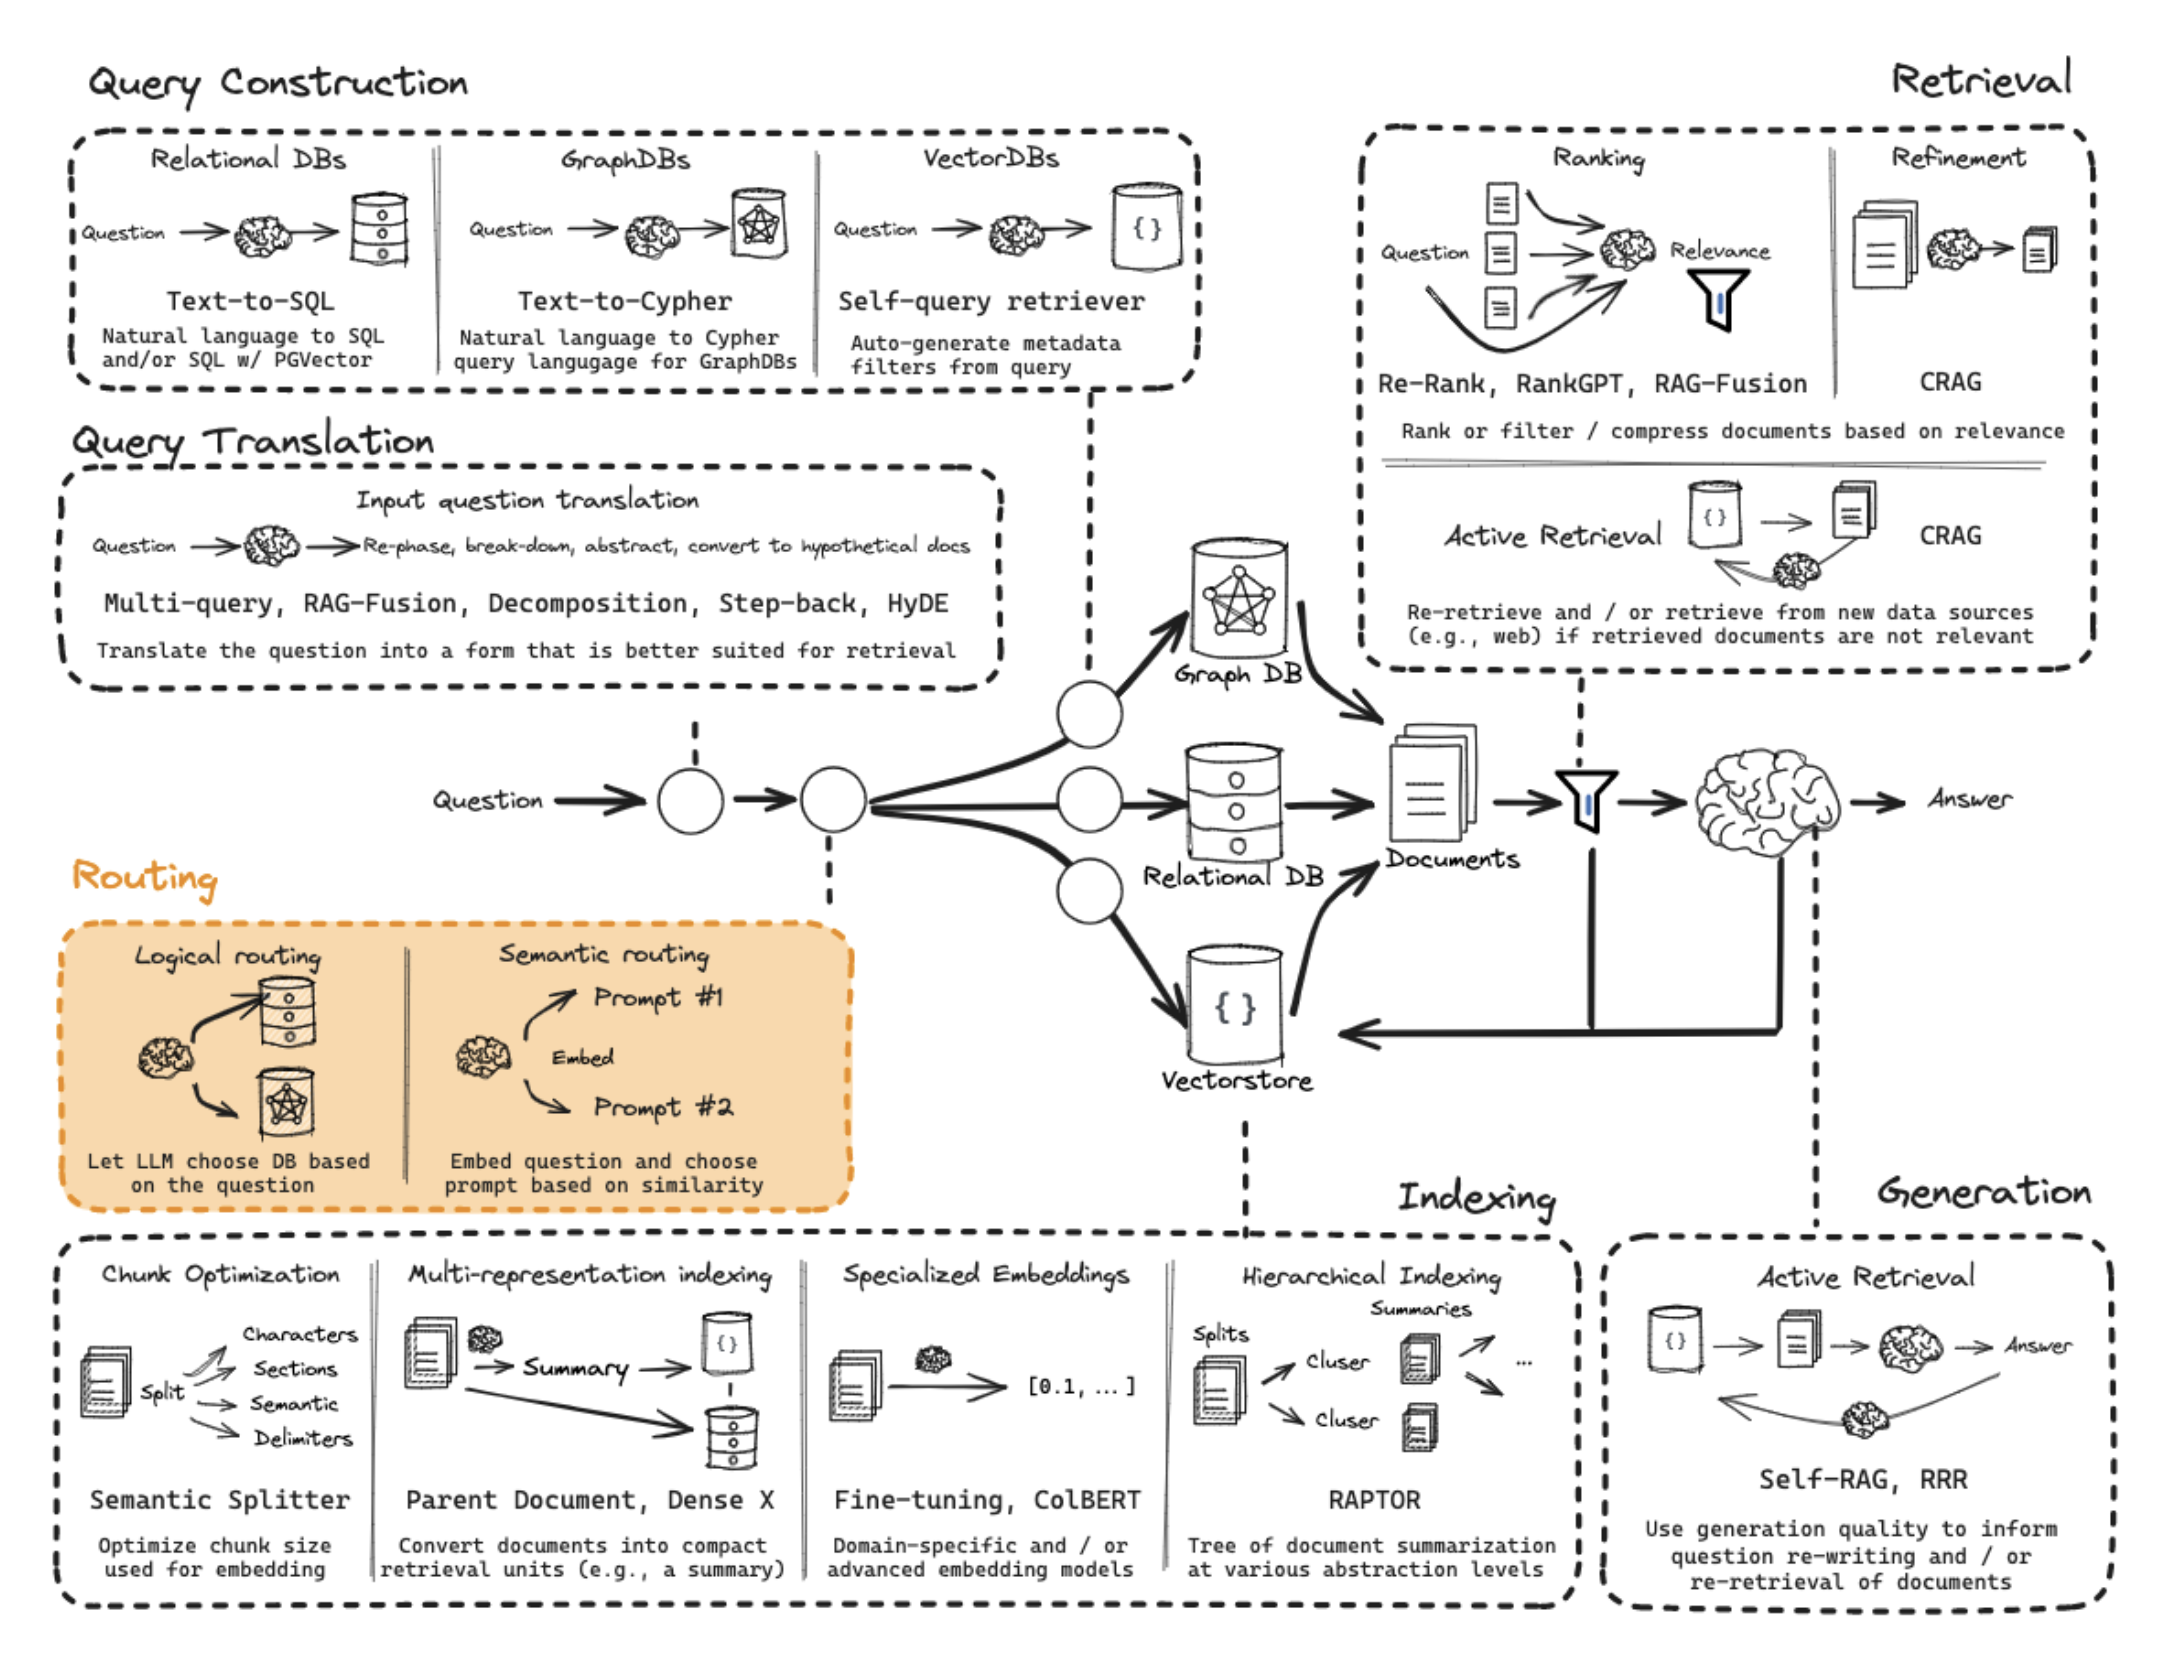 Query Construction
Relational DBs
Question
Text-to-SQL
Natural language to SQL
and/or SQL w/ PGVector
GraphDBs
Question
Text-to-Cypher
Natural language to Cypher
query langugage for GraphDBs
VectorDBs
Question
{}
Self-query retriever
Auto-generate metadata
filters from query
Retrieval
Ranking
Question
Relevance
Re-Rank, RankGPT, RAG-Fusion
Refinement
CRAG
Rank or filter / compress documents based on relevance
Active Retrieval
{}
CRAG
Re-retrieve and / or retrieve from new data sources
(e.g., web) if retrieved documents are not relevant
Query Translation
Input question translation
Question
Re-phase, break-down, abstract, convert to hypothetical docs
Multi-query, RAG-Fusion, Decomposition, Step-back, HyDE
Translate the question into a form that is better suited for retrieval
Question
Graph DB
Relational DB
{}
Vectorstore
Documents
Answer
Routing
Logical routing
Let LLM choose DB based
on the question
Semantic routing
Prompt #1
Embed
Prompt #2
Embed question and choose
prompt based on similarity
Indexing
Chunk Optimization
Split
Characters
Sections
Semantic
Delimiters
Semantic Splitter
Optimize chunk size
used for embedding
Multi-representation indexing
Summary
{}
Parent Document, Dense X
Convert documents into compact
retrieval units (e.g., a summary)
Specialized Embeddings
[0.1, ...]
Fine-tuning, ColBERT
Domain-specific and / or
advanced embedding models
Hierarchical Indexing
Summaries
Splits
Cluser
...
Cluser
RAPTOR
Tree of document summarization
at various abstraction levels
Generation
Active Retrieval
{}
Answer
Self-RAG, RRR
Use generation quality to inform
question re-writing and / or
re-retrieval of documents